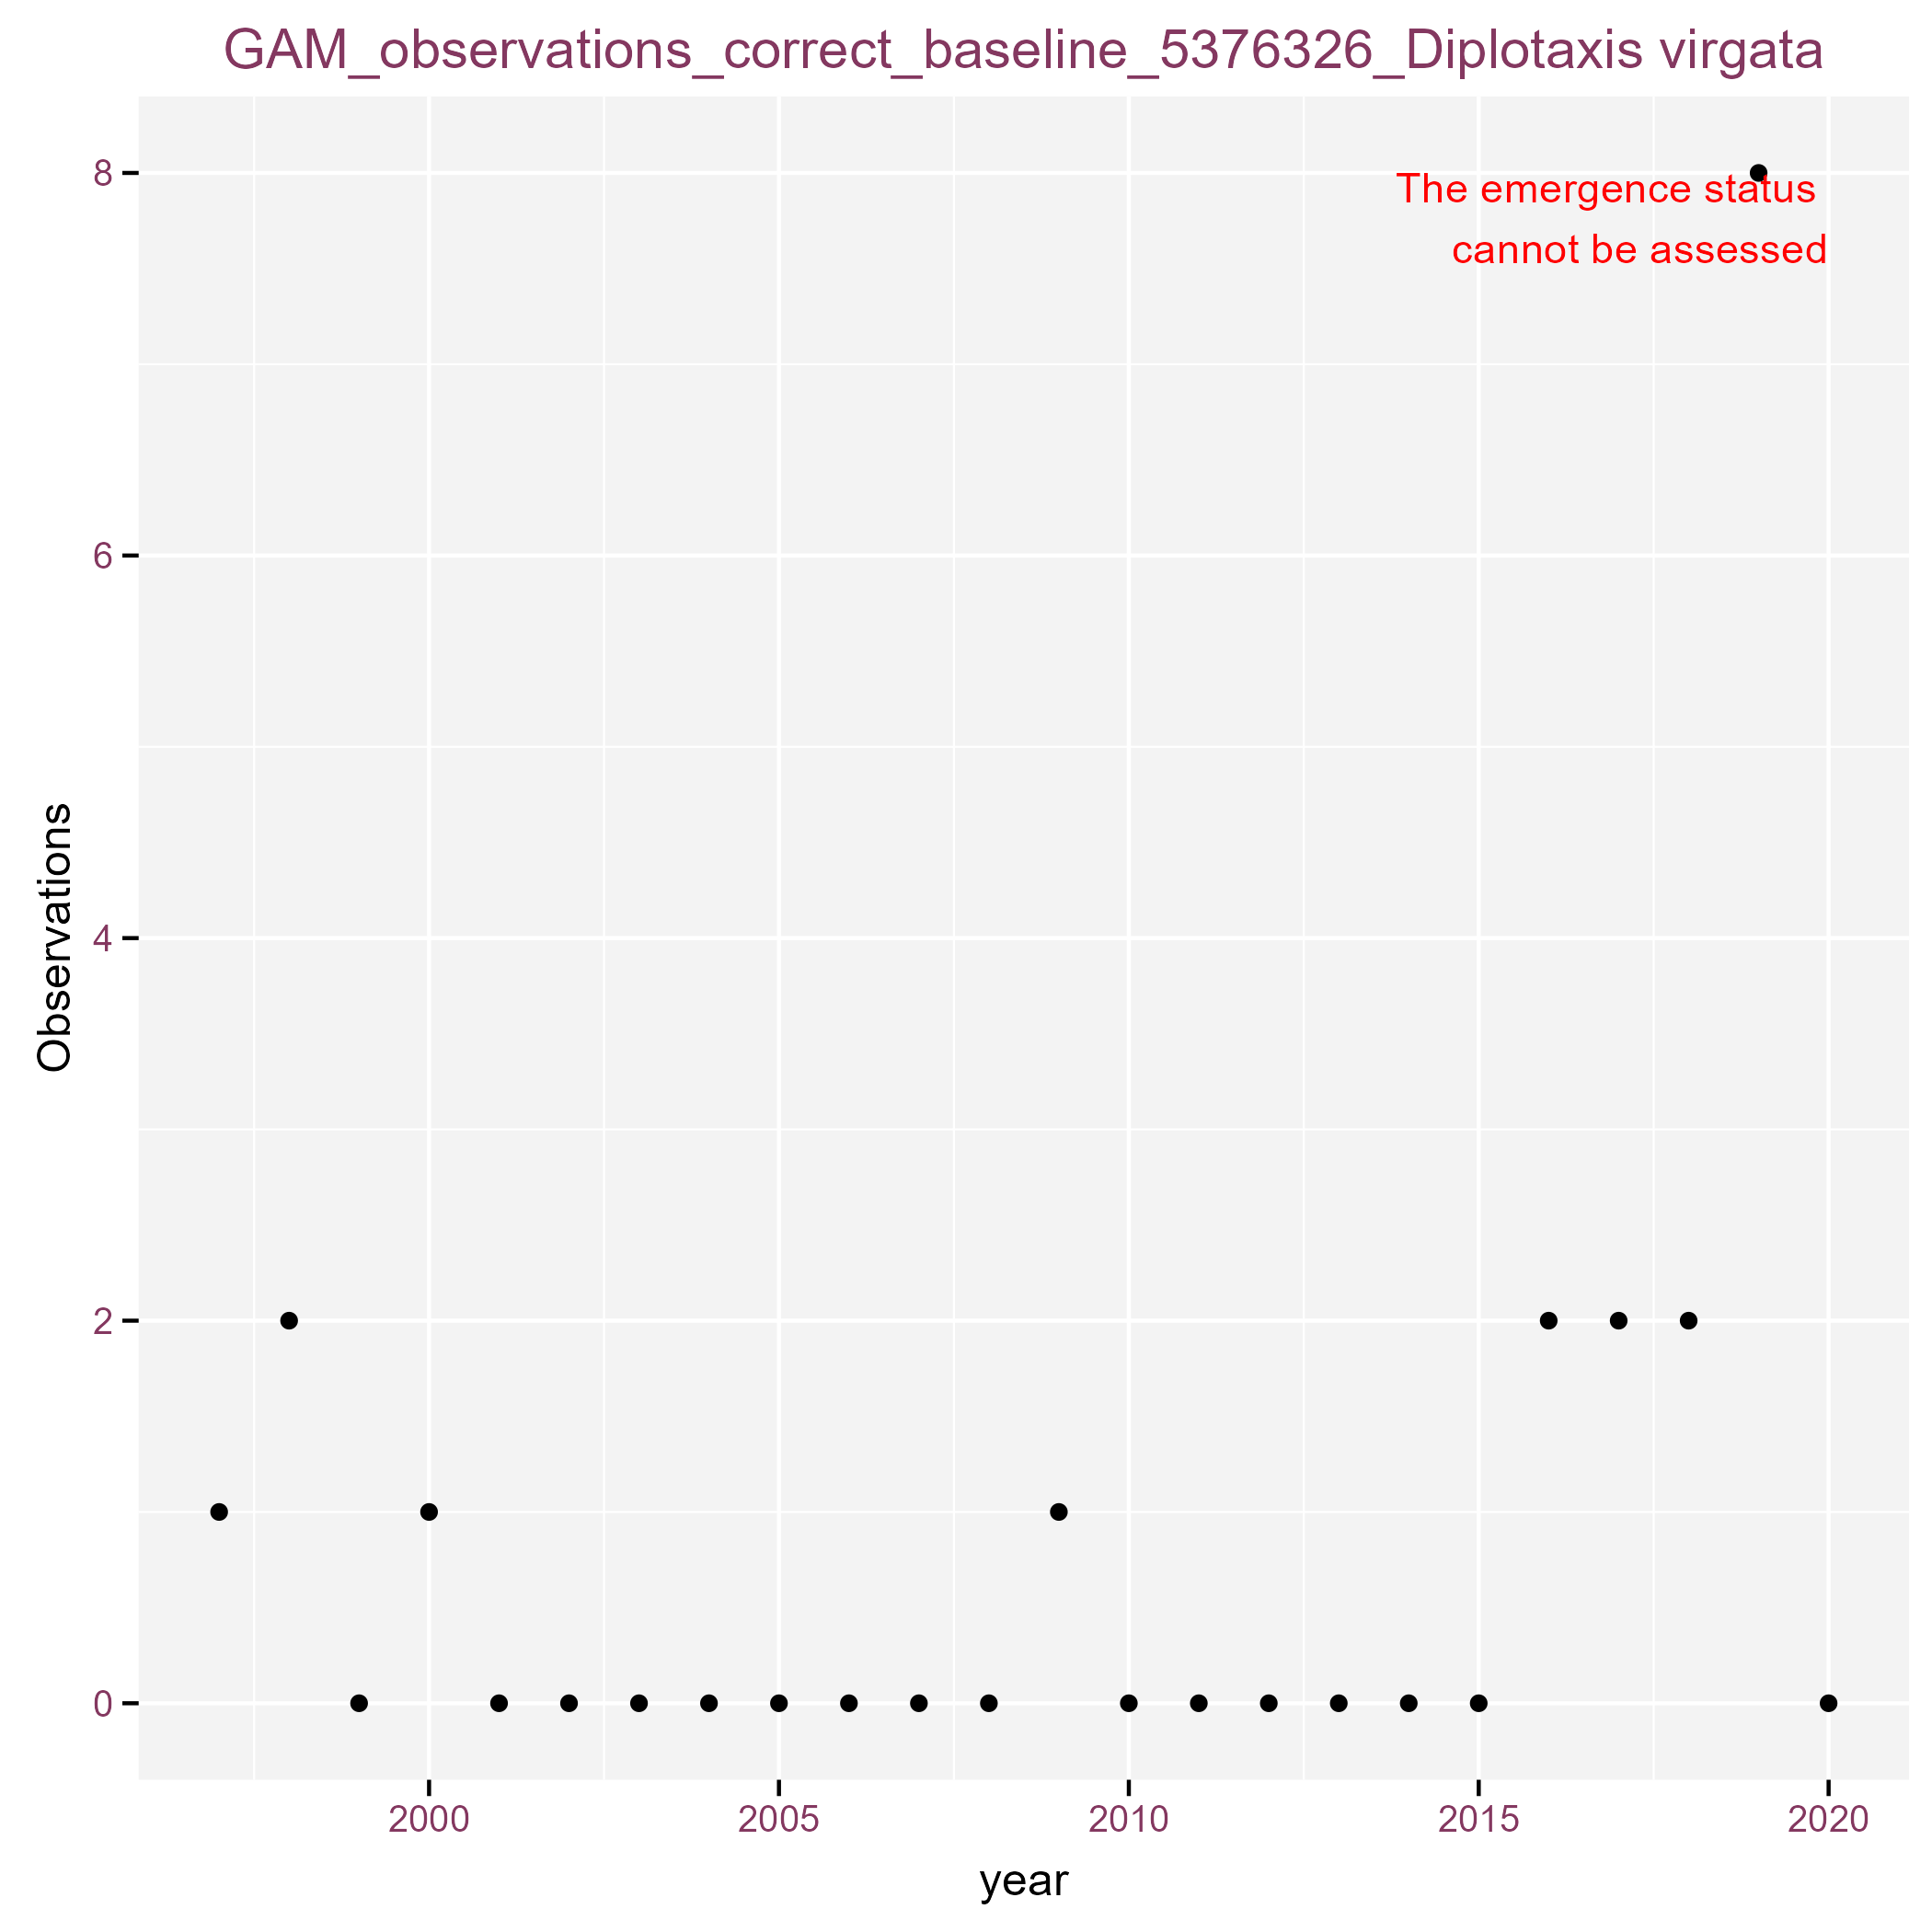 GAM_observations_correct_baseline_5376326_Diplotaxis virgata
8
The emergence status
cannot be assessed
6
Observations
4
2
0
2000 2005 2010 2015 2020
year